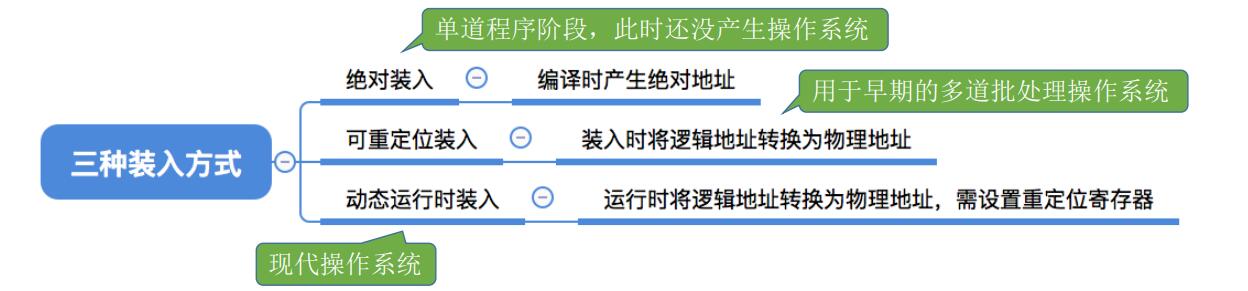 单道程序阶段，此时还没产生操作系统
绝对装入
编译时产生绝对地址
用于早期的多道批处理操作系统
三种装入方式
可重定位装入
装入时将逻辑地址转换为物理地址
动态运行时装入
运行时将逻辑地址转换为物理地址，需设置重定位寄存器
现代操作系统